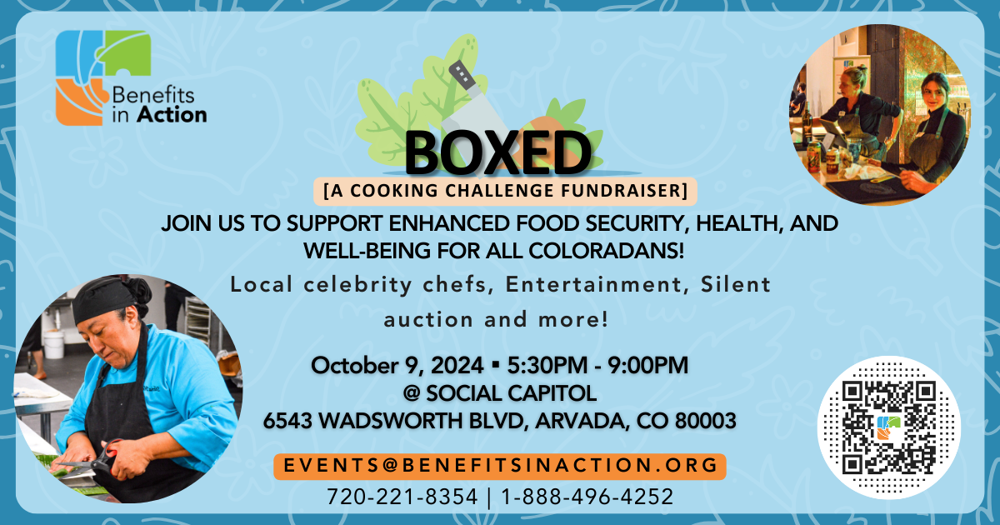 Benefits
in Action
BOXED
[A COOKING CHALLENGE FUNDRAISER]
JOIN US TO SUPPORT ENHANCED FOOD SECURITY, HEALTH, AND
WELL-BEING FOR ALL COLORADANS!
Local celebrity chefs, Entertainment, Silent
auction and more!
October 9, 2024 ▪ 5:30PM - 9:00PM
@ SOCIAL CAPITOL
6543 WADSWORTH BLVD, ARVADA, CO 80003
EVENTS@BENEFITSINACTION.ORG
720-221-8354 | 1-888-496-4252